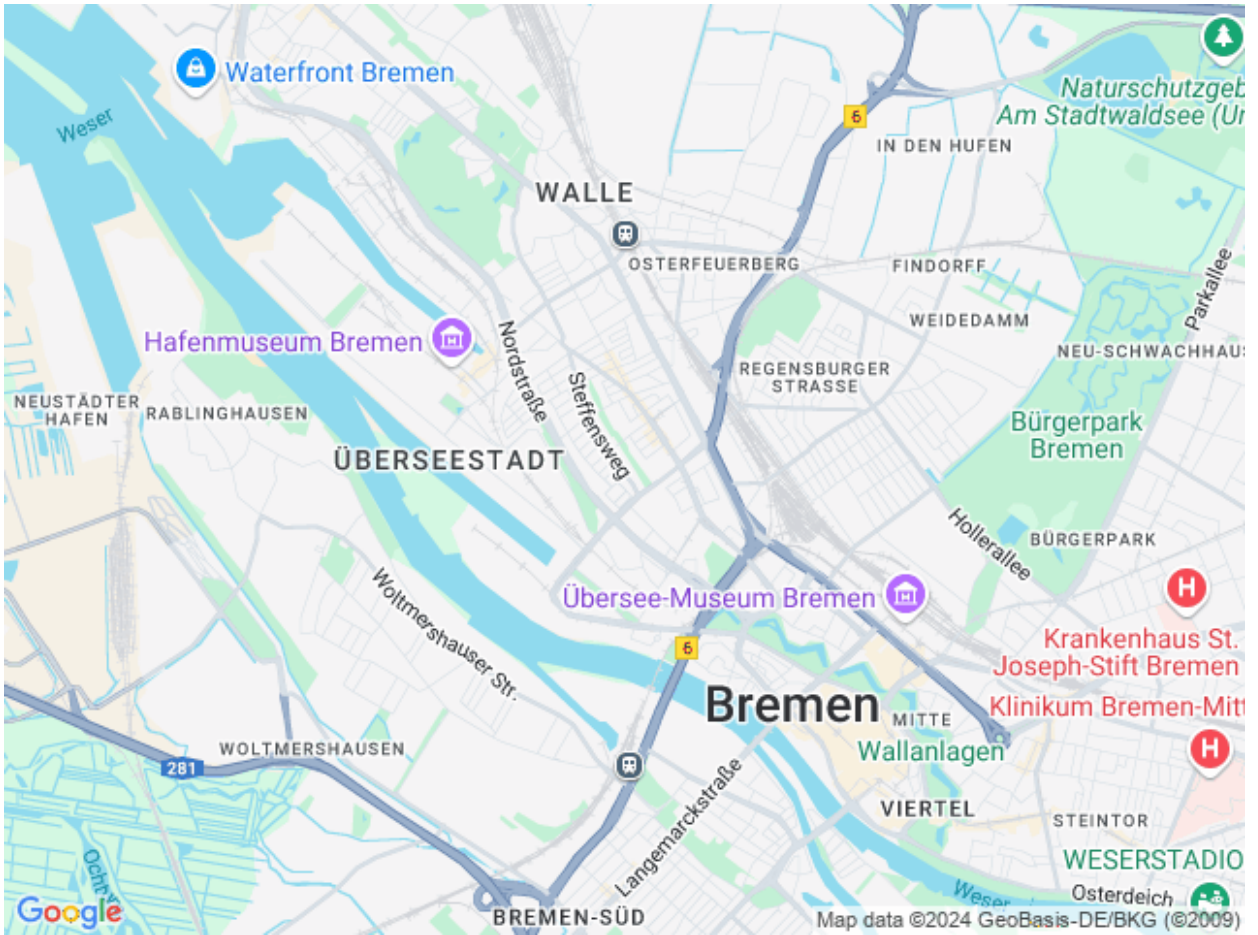 Waterfront Bremen
Naturschutzgeb
Am Stadtwaldsee (Ur
Weser
6
IN DEN HUFEN
WALLE
OSTERFEUERBERG
FINDORFF
Parkallee
WEIDEDAMM
Hafenmuseum Bremen
Nordstraße
NEU-SCHWACHHAUS
REGENSBURGER
STRASSE
Steffensweg
NEUSTÄDTER
HAFEN
RABLINGHAUSEN
Bürgerpark
Bremen
ÜBERSEESTADT
Hollerallee
BÜRGERPARK
Woltmershauser Str.
Übersee-Museum Bremen
H
Krankenhaus St.
Joseph-Stift Bremen
6
Bremen
MITTE
Klinikum Bremen-Mitt
WOLTMERSHAUSEN
Wallanlagen
H
281
Langemarckstraße
VIERTEL
STEINTOR
WESERSTADIO
Weser
Osterdeich
Google
BREMEN-SÜD
Map data ©2024 GeoBasis-DE/BKG (©2009)